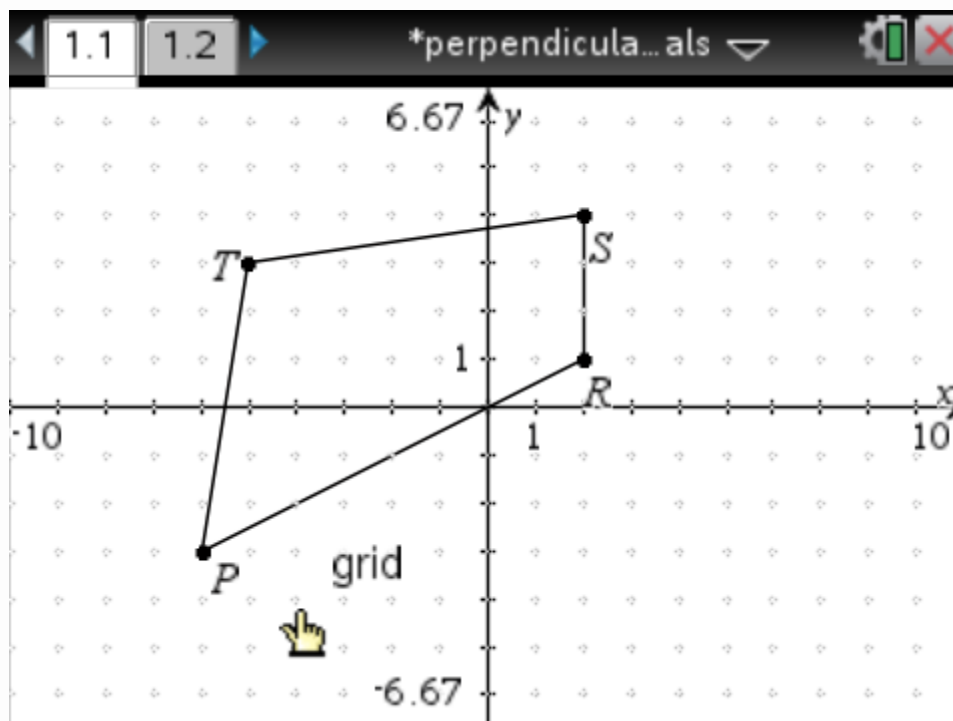 1.1 1.2 *perpendicula…als
6.67 y
T
S
1
R
x
-10 1 10
P
grid
-6.67